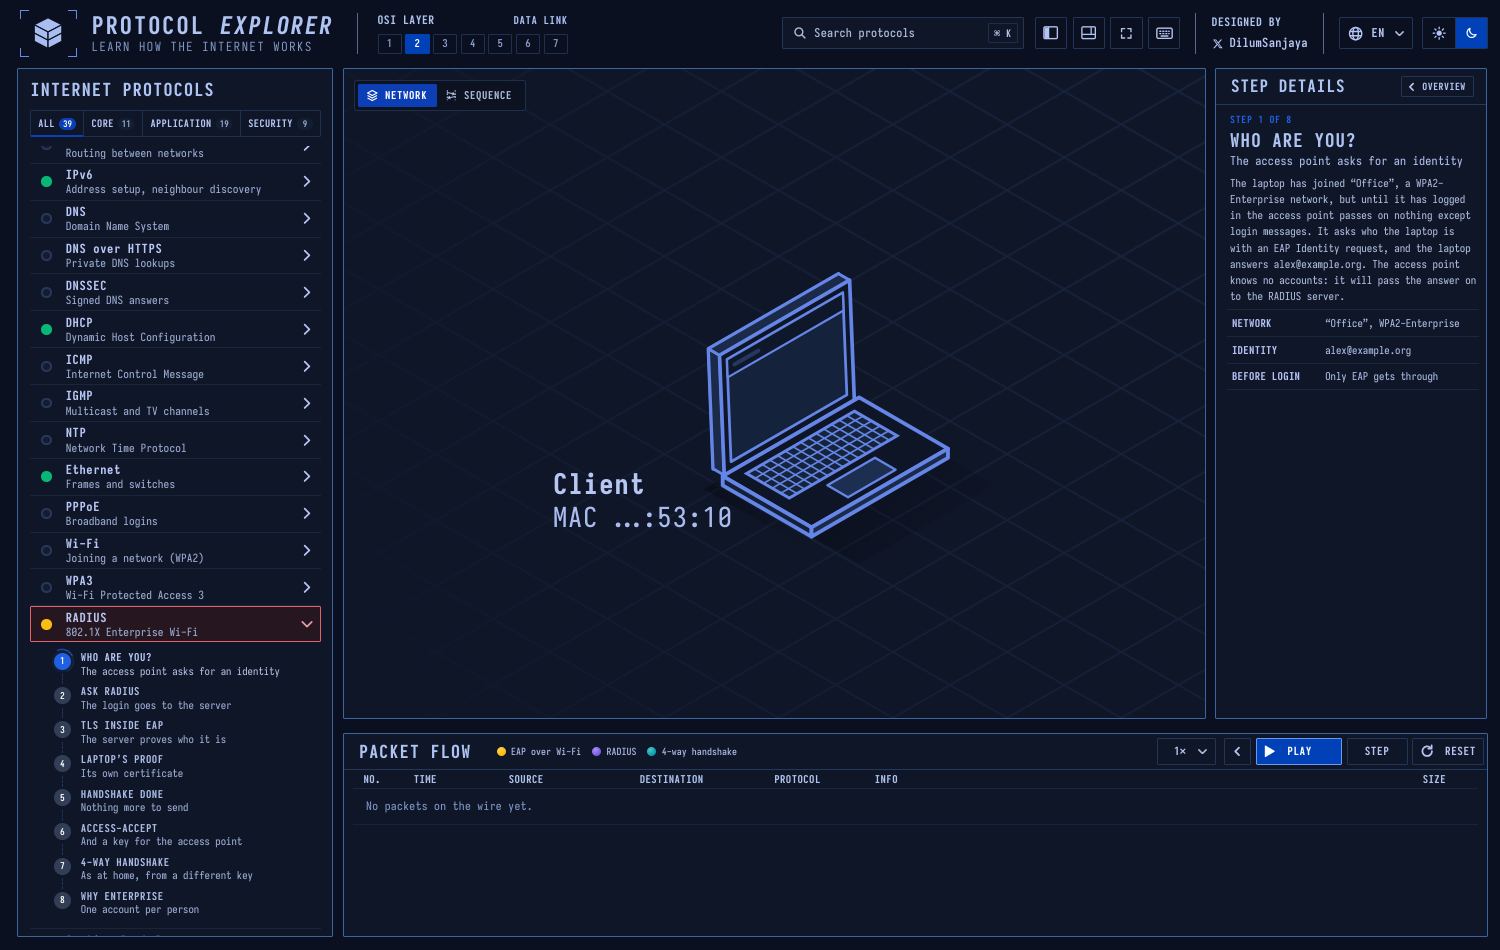 PROTOCOL EXPLORER
LEARN HOW THE INTERNET WORKS
OSI LAYER DATA LINK
1 2 3 4 5 6 7
Search protocols ⌘ K
DESIGNED BY
DilumSanjaya
EN
INTERNET PROTOCOLS
ALL 39 CORE 11 APPLICATION 19 SECURITY 9
Routing between networks
IPv6
Address setup, neighbour discovery
DNS
Domain Name System
DNS over HTTPS
Private DNS lookups
DNSSEC
Signed DNS answers
DHCP
Dynamic Host Configuration
ICMP
Internet Control Message
IGMP
Multicast and TV channels
NTP
Network Time Protocol
Ethernet
Frames and switches
PPPoE
Broadband logins
Wi-Fi
Joining a network (WPA2)
WPA3
Wi-Fi Protected Access 3
RADIUS
802.1X Enterprise Wi-Fi
1 WHO ARE YOU?
The access point asks for an identity
2 ASK RADIUS
The login goes to the server
3 TLS INSIDE EAP
The server proves who it is
4 LAPTOP'S PROOF
Its own certificate
5 HANDSHAKE DONE
Nothing more to send
6 ACCESS-ACCEPT
And a key for the access point
7 4-WAY HANDSHAKE
As at home, from a different key
8 WHY ENTERPRISE
One account per person
NETWORK SEQUENCE
Client
MAC …:53:10
STEP DETAILS OVERVIEW
STEP 1 OF 8
WHO ARE YOU?
The access point asks for an identity
The laptop has joined “Office”, a WPA2-
Enterprise network, but until it has logged
in the access point passes on nothing except
login messages. It asks who the laptop is
with an EAP Identity request, and the laptop
answers alex@example.org. The access point
knows no accounts: it will pass the answer on
to the RADIUS server.
NETWORK “Office”, WPA2-Enterprise
IDENTITY alex@example.org
BEFORE LOGIN Only EAP gets through
PACKET FLOW EAP over Wi-Fi RADIUS 4-way handshake
1× PLAY STEP RESET
NO. TIME SOURCE DESTINATION PROTOCOL INFO SIZE
No packets on the wire yet.